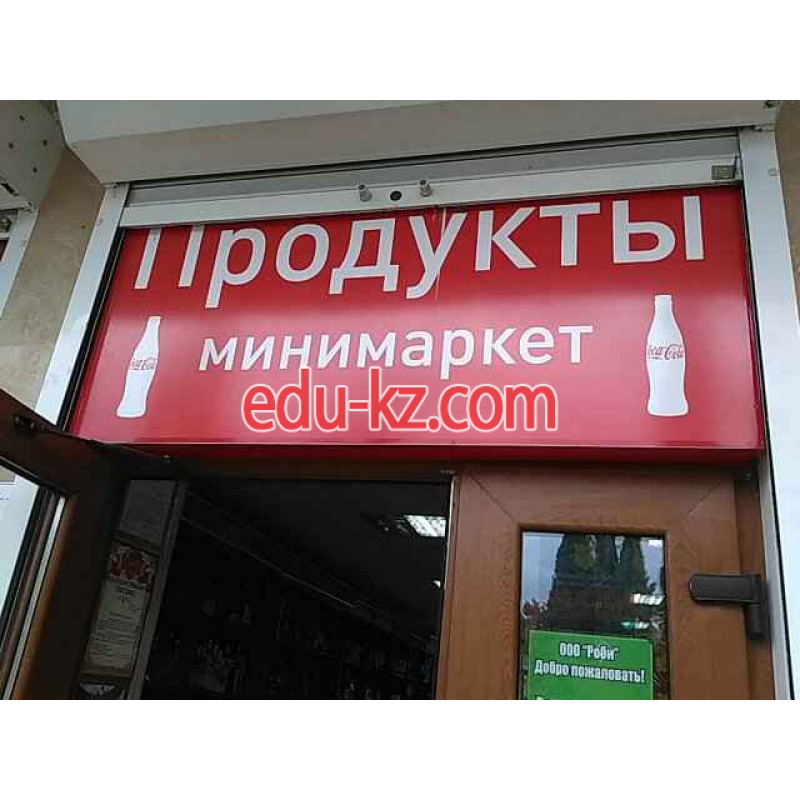 Продукты
минимаркет
Coca-Cola
Coca-Cola
edu-kz.com
ООО "Роби"
Добро пожаловать!